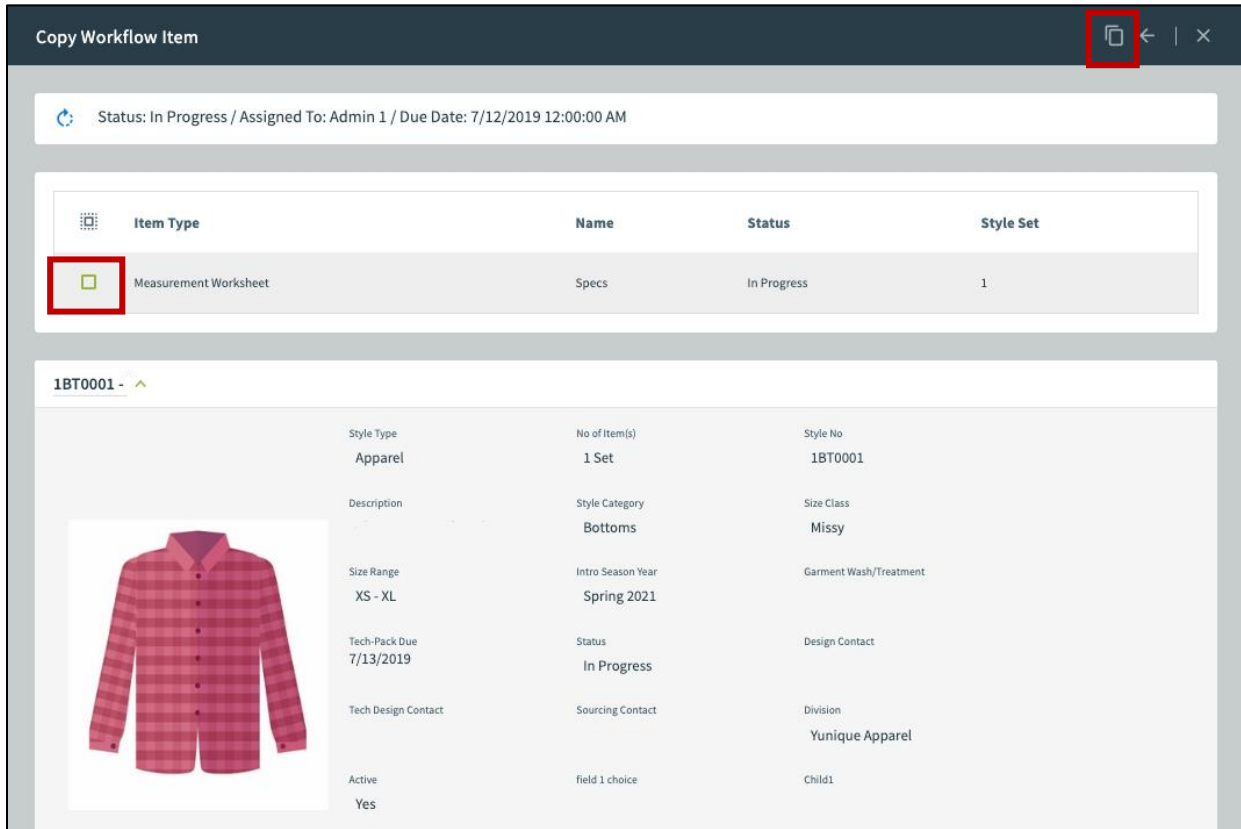 Copy Workflow Item
Status: In Progress / Assigned To: Admin 1 / Due Date: 7/12/2019 12:00:00 AM
Item Type Name Status Style Set
Measurement Worksheet Specs In Progress 1
1BT0001 -
Style Type No of Item(s) Style No
Apparel 1 Set 1BT0001
Description Style Category Size Class
Bottoms Missy
Size Range Intro Season Year Garment Wash/Treatment
XS - XL Spring 2021
Tech-Pack Due Status Design Contact
7/13/2019 In Progress
Tech Design Contact Sourcing Contact Division
Yunique Apparel
Active field 1 choice Child1
Yes